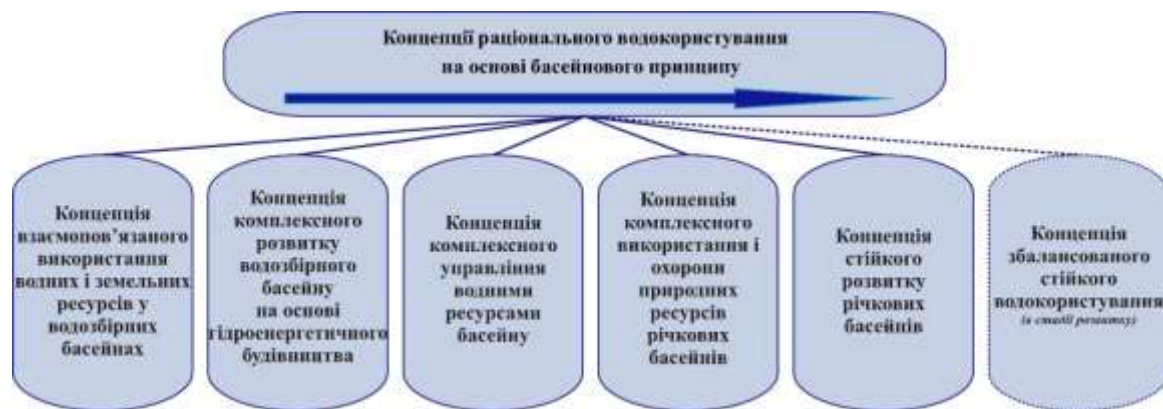 Концепції раціонального водокористування
на основі басейнового принципу
Концепція
взаємопов’язаного
використання
водних і земельних
ресурсів у
водозбірних
басейнах
Концепція
комплексного
розвитку
водозбірного
басейну
на основі
гідроенергетичного
будівництва
Концепція
комплексного
управління
водними
ресурсами
басейну
Концепція
комплексного
використання і
охорони
природних
ресурсів
річкових
басейнів
Концепція
стійкого
розвитку
річкових
басейнів
Концепція
збалансованого
стійкого
водокористування
(в стадії розвитку)